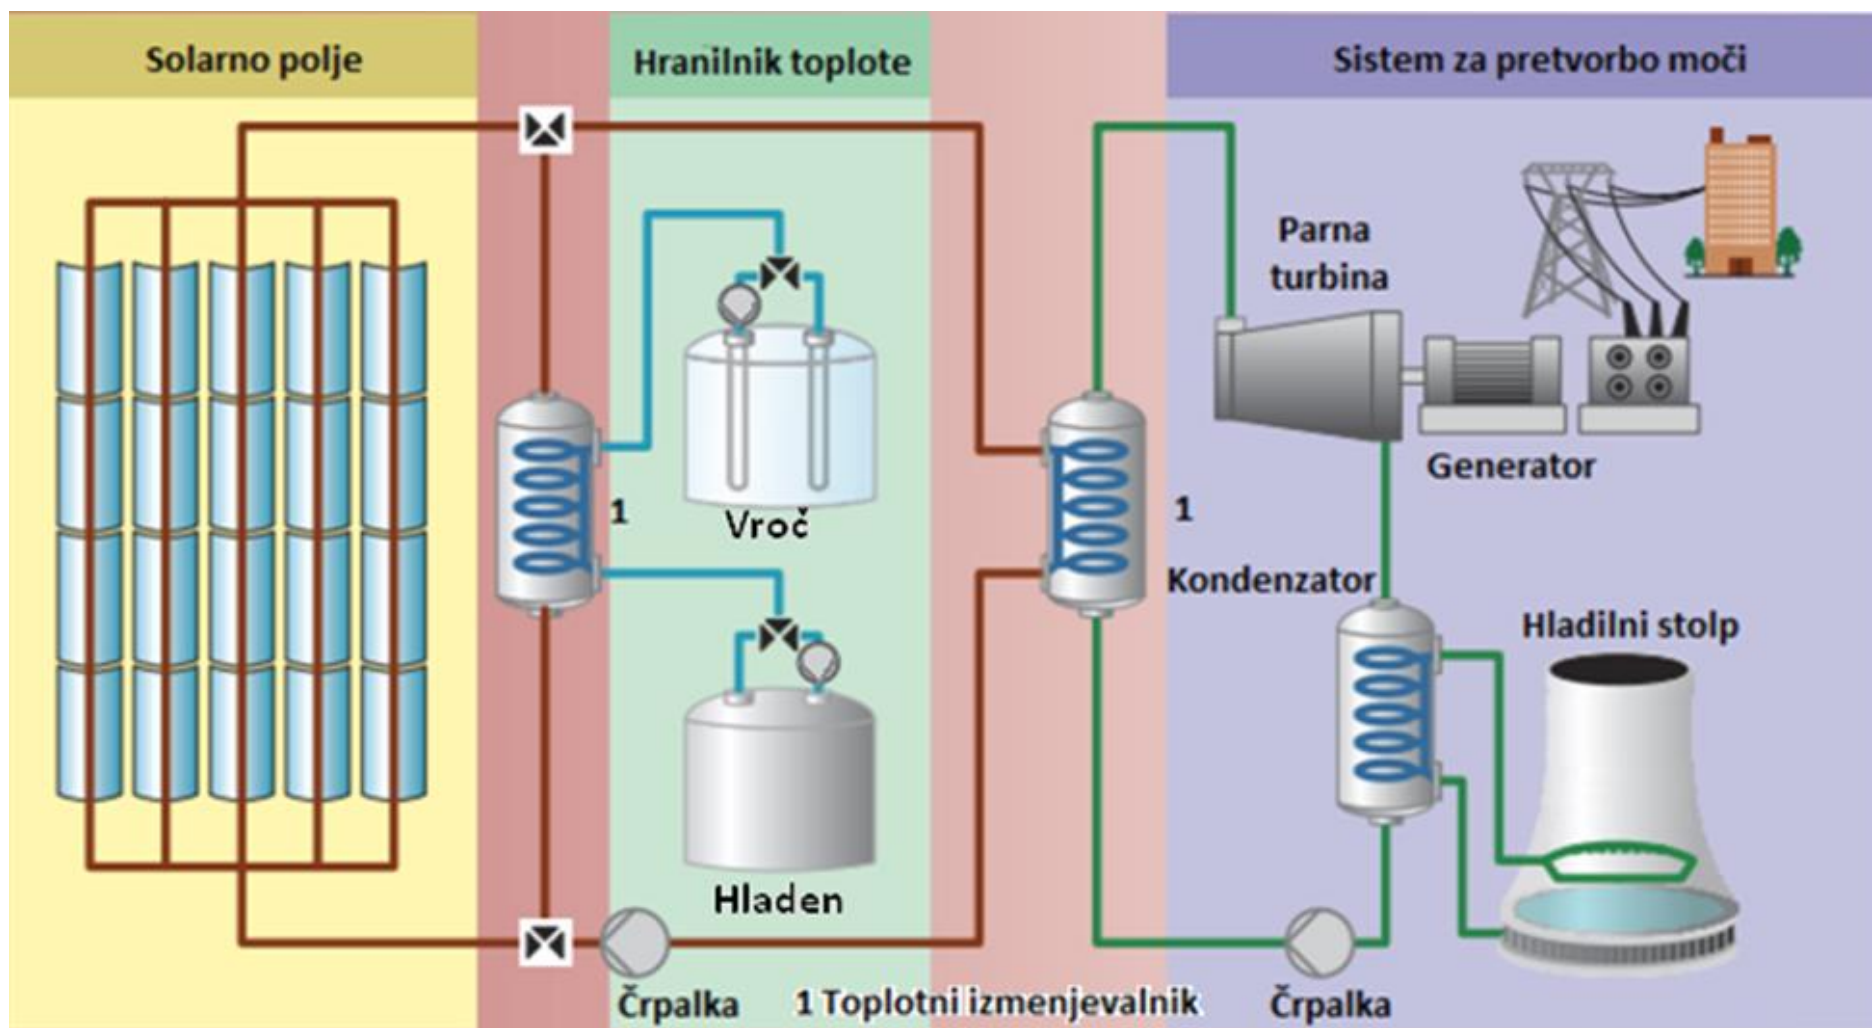 Solarno polje
Hranilnik toplote
Sistem za pretvorbo moči
Parna
turbina
Generator
1
Vroč
1
Kondenzator
Hladilni stolp
Hladen
Črpalka
1 Toplotni izmenjevalnik
Črpalka